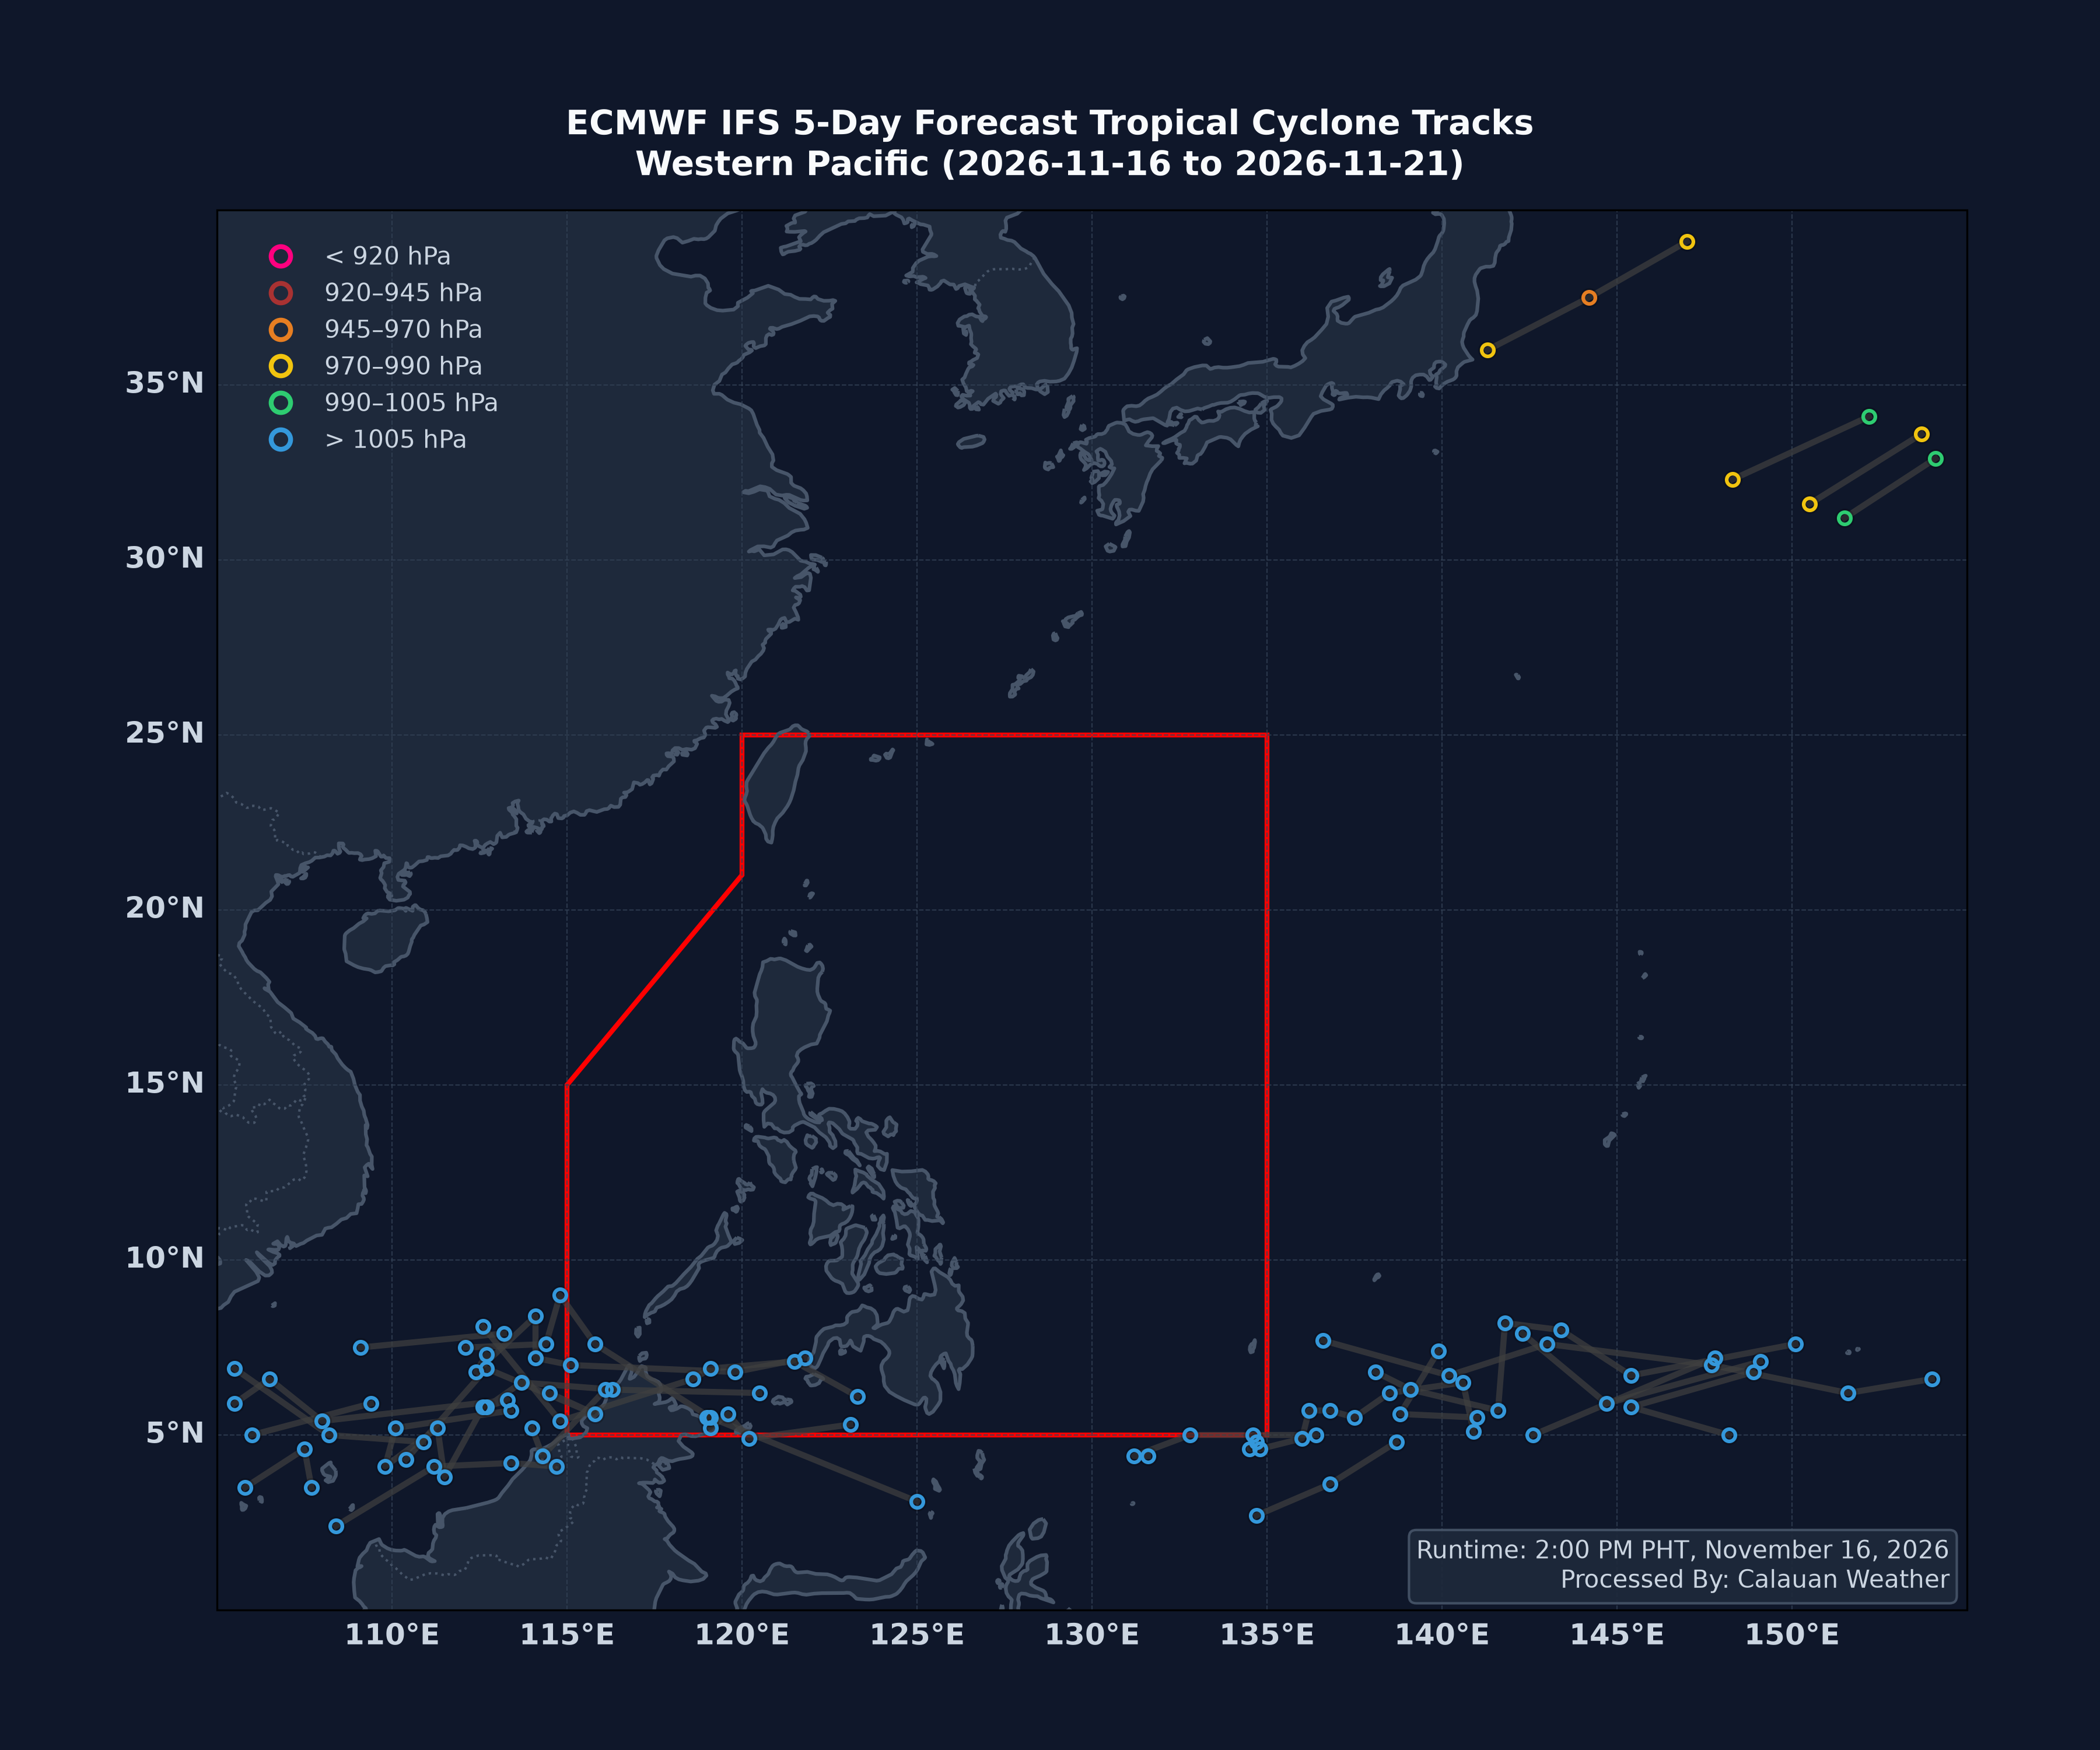 ECMWF IFS 5-Day Forecast Tropical Cyclone Tracks
Western Pacific (2026-11-16 to 2026-11-21)
< 920 hPa
920–945 hPa
945–970 hPa
970–990 hPa
990–1005 hPa
> 1005 hPa
35°N
30°N
25°N
20°N
15°N
10°N
5°N
Runtime: 2:00 PM PHT, November 16, 2026
Processed By: Calauan Weather
110°E
115°E
120°E
125°E
130°E
135°E
140°E
145°E
150°E